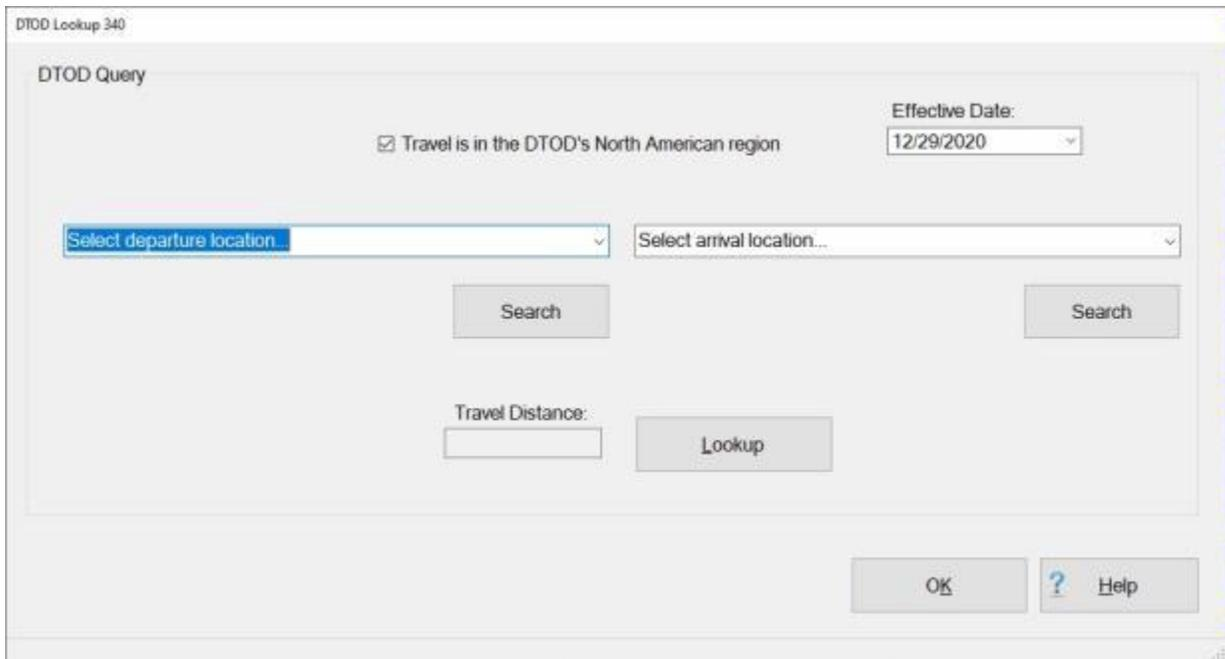 DTOD Lookup 340
DTOD Query
Effective Date:
Travel is in the DTOD's North American region
12/29/2020
Select departure location...
Select arrival location...
Search
Search
Travel Distance:
Lookup
OK
? Help